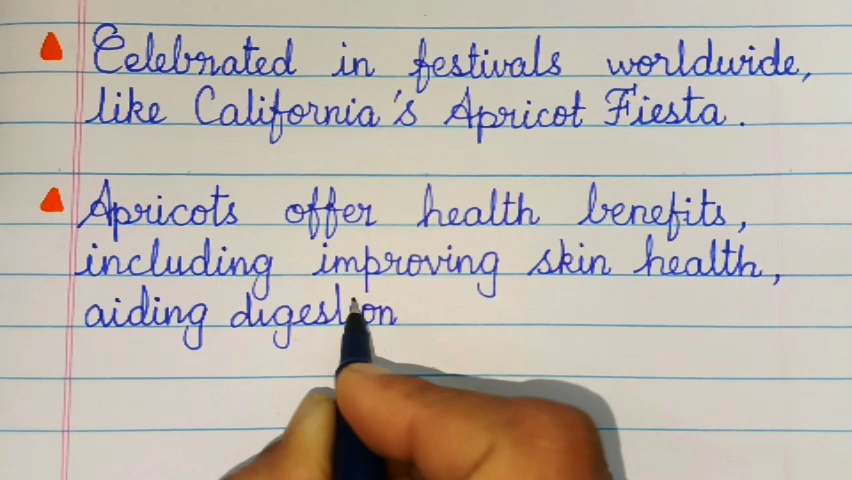 Celebrated in festivals worldwide,
like California's Apricot Fiesta.
Apricots offer health benefits,
including improving skin health,
aiding digestion